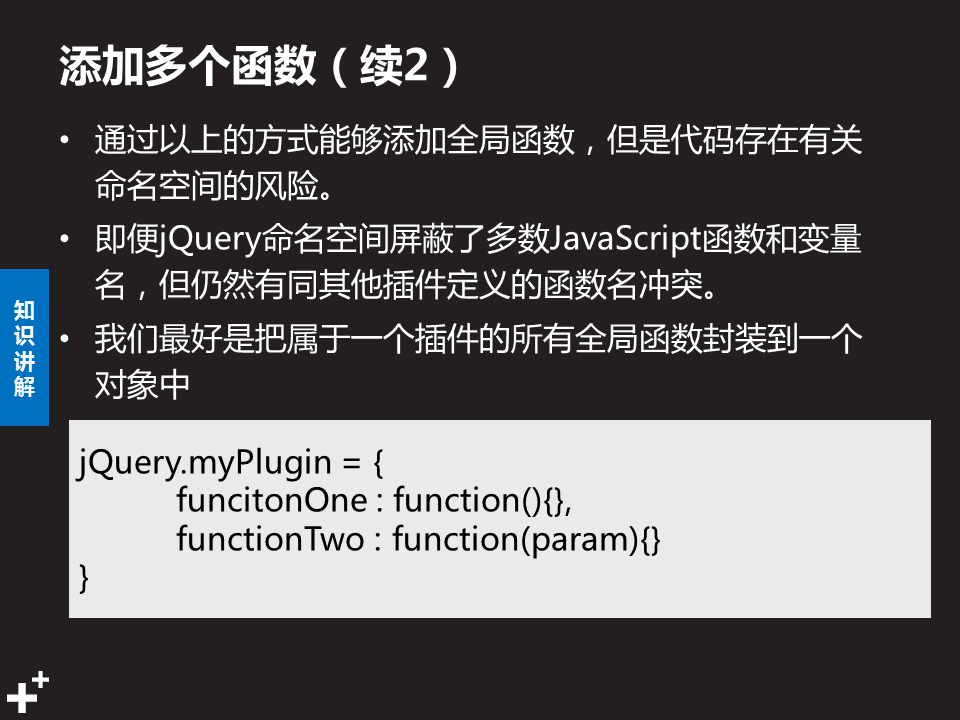 添加多个函数（续2）
• 通过以上的方式能够添加全局函数，但是代码存在有关
命名空间的风险。
• 即便jQuery命名空间屏蔽了多数JavaScript函数和变量
名，但仍然有同其他插件定义的函数名冲突。
• 我们最好是把属于一个插件的所有全局函数封装到一个
对象中
知
识
讲
解
jQuery.myPlugin = {
funcitonOne : function(){},
functionTwo : function(param){}
}